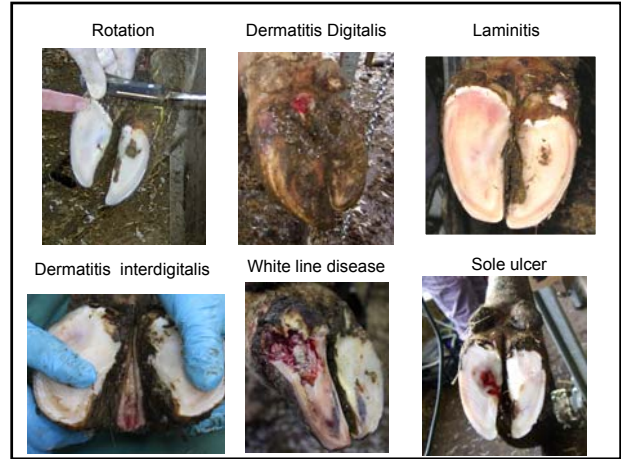 Rotation
Dermatitis Digitalis
Laminitis
Dermatitis interdigitalis
White line disease
Sole ulcer